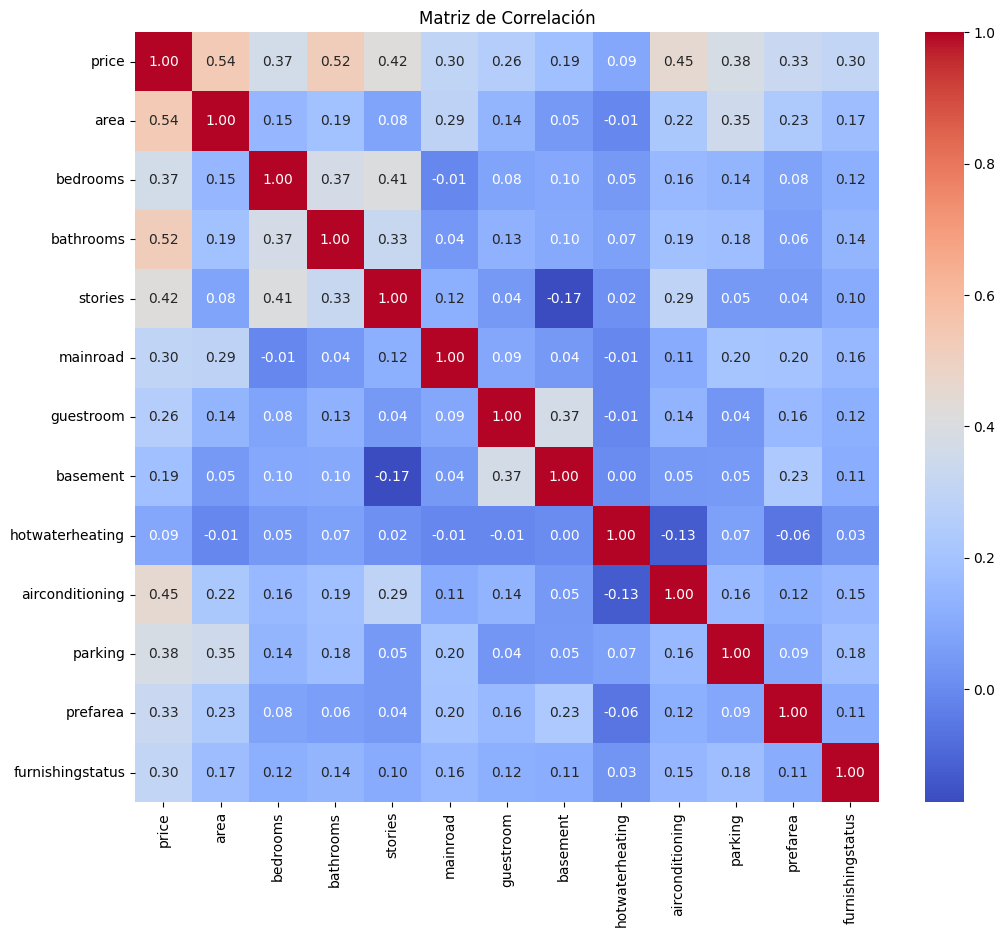 Matriz de Correlación
price 1.00 0.54 0.37 0.52 0.42 0.30 0.26 0.19 0.09 0.45 0.38 0.33 0.30
area 0.54 1.00 0.15 0.19 0.08 0.29 0.14 0.05 -0.01 0.22 0.35 0.23 0.17
bedrooms 0.37 0.15 1.00 0.37 0.41 -0.01 0.08 0.10 0.05 0.16 0.14 0.08 0.12
bathrooms 0.52 0.19 0.37 1.00 0.33 0.04 0.13 0.10 0.07 0.19 0.18 0.06 0.14
stories 0.42 0.08 0.41 0.33 1.00 0.12 0.04 -0.17 0.02 0.29 0.05 0.04 0.10
mainroad 0.30 0.29 -0.01 0.04 0.12 1.00 0.09 0.04 -0.01 0.11 0.20 0.20 0.16
guestroom 0.26 0.14 0.08 0.13 0.04 0.09 1.00 0.37 -0.01 0.14 0.04 0.16 0.12
basement 0.19 0.05 0.10 0.10 -0.17 0.04 0.37 1.00 0.00 0.05 0.05 0.23 0.11
hotwaterheating 0.09 -0.01 0.05 0.07 0.02 -0.01 -0.01 0.00 1.00 -0.13 0.07 -0.06 0.03
airconditioning 0.45 0.22 0.16 0.19 0.29 0.11 0.14 0.05 -0.13 1.00 0.16 0.12 0.15
parking 0.38 0.35 0.14 0.18 0.05 0.20 0.04 0.05 0.07 0.16 1.00 0.09 0.18
prefarea 0.33 0.23 0.08 0.06 0.04 0.20 0.16 0.23 -0.06 0.12 0.09 1.00 0.11
furnishingstatus 0.30 0.17 0.12 0.14 0.10 0.16 0.12 0.11 0.03 0.15 0.18 0.11 1.00
price
area
bedrooms
bathrooms
stories
mainroad
guestroom
basement
hotwaterheating
airconditioning
parking
prefarea
furnishingstatus
1.0
0.8
0.6
0.4
0.2
0.0